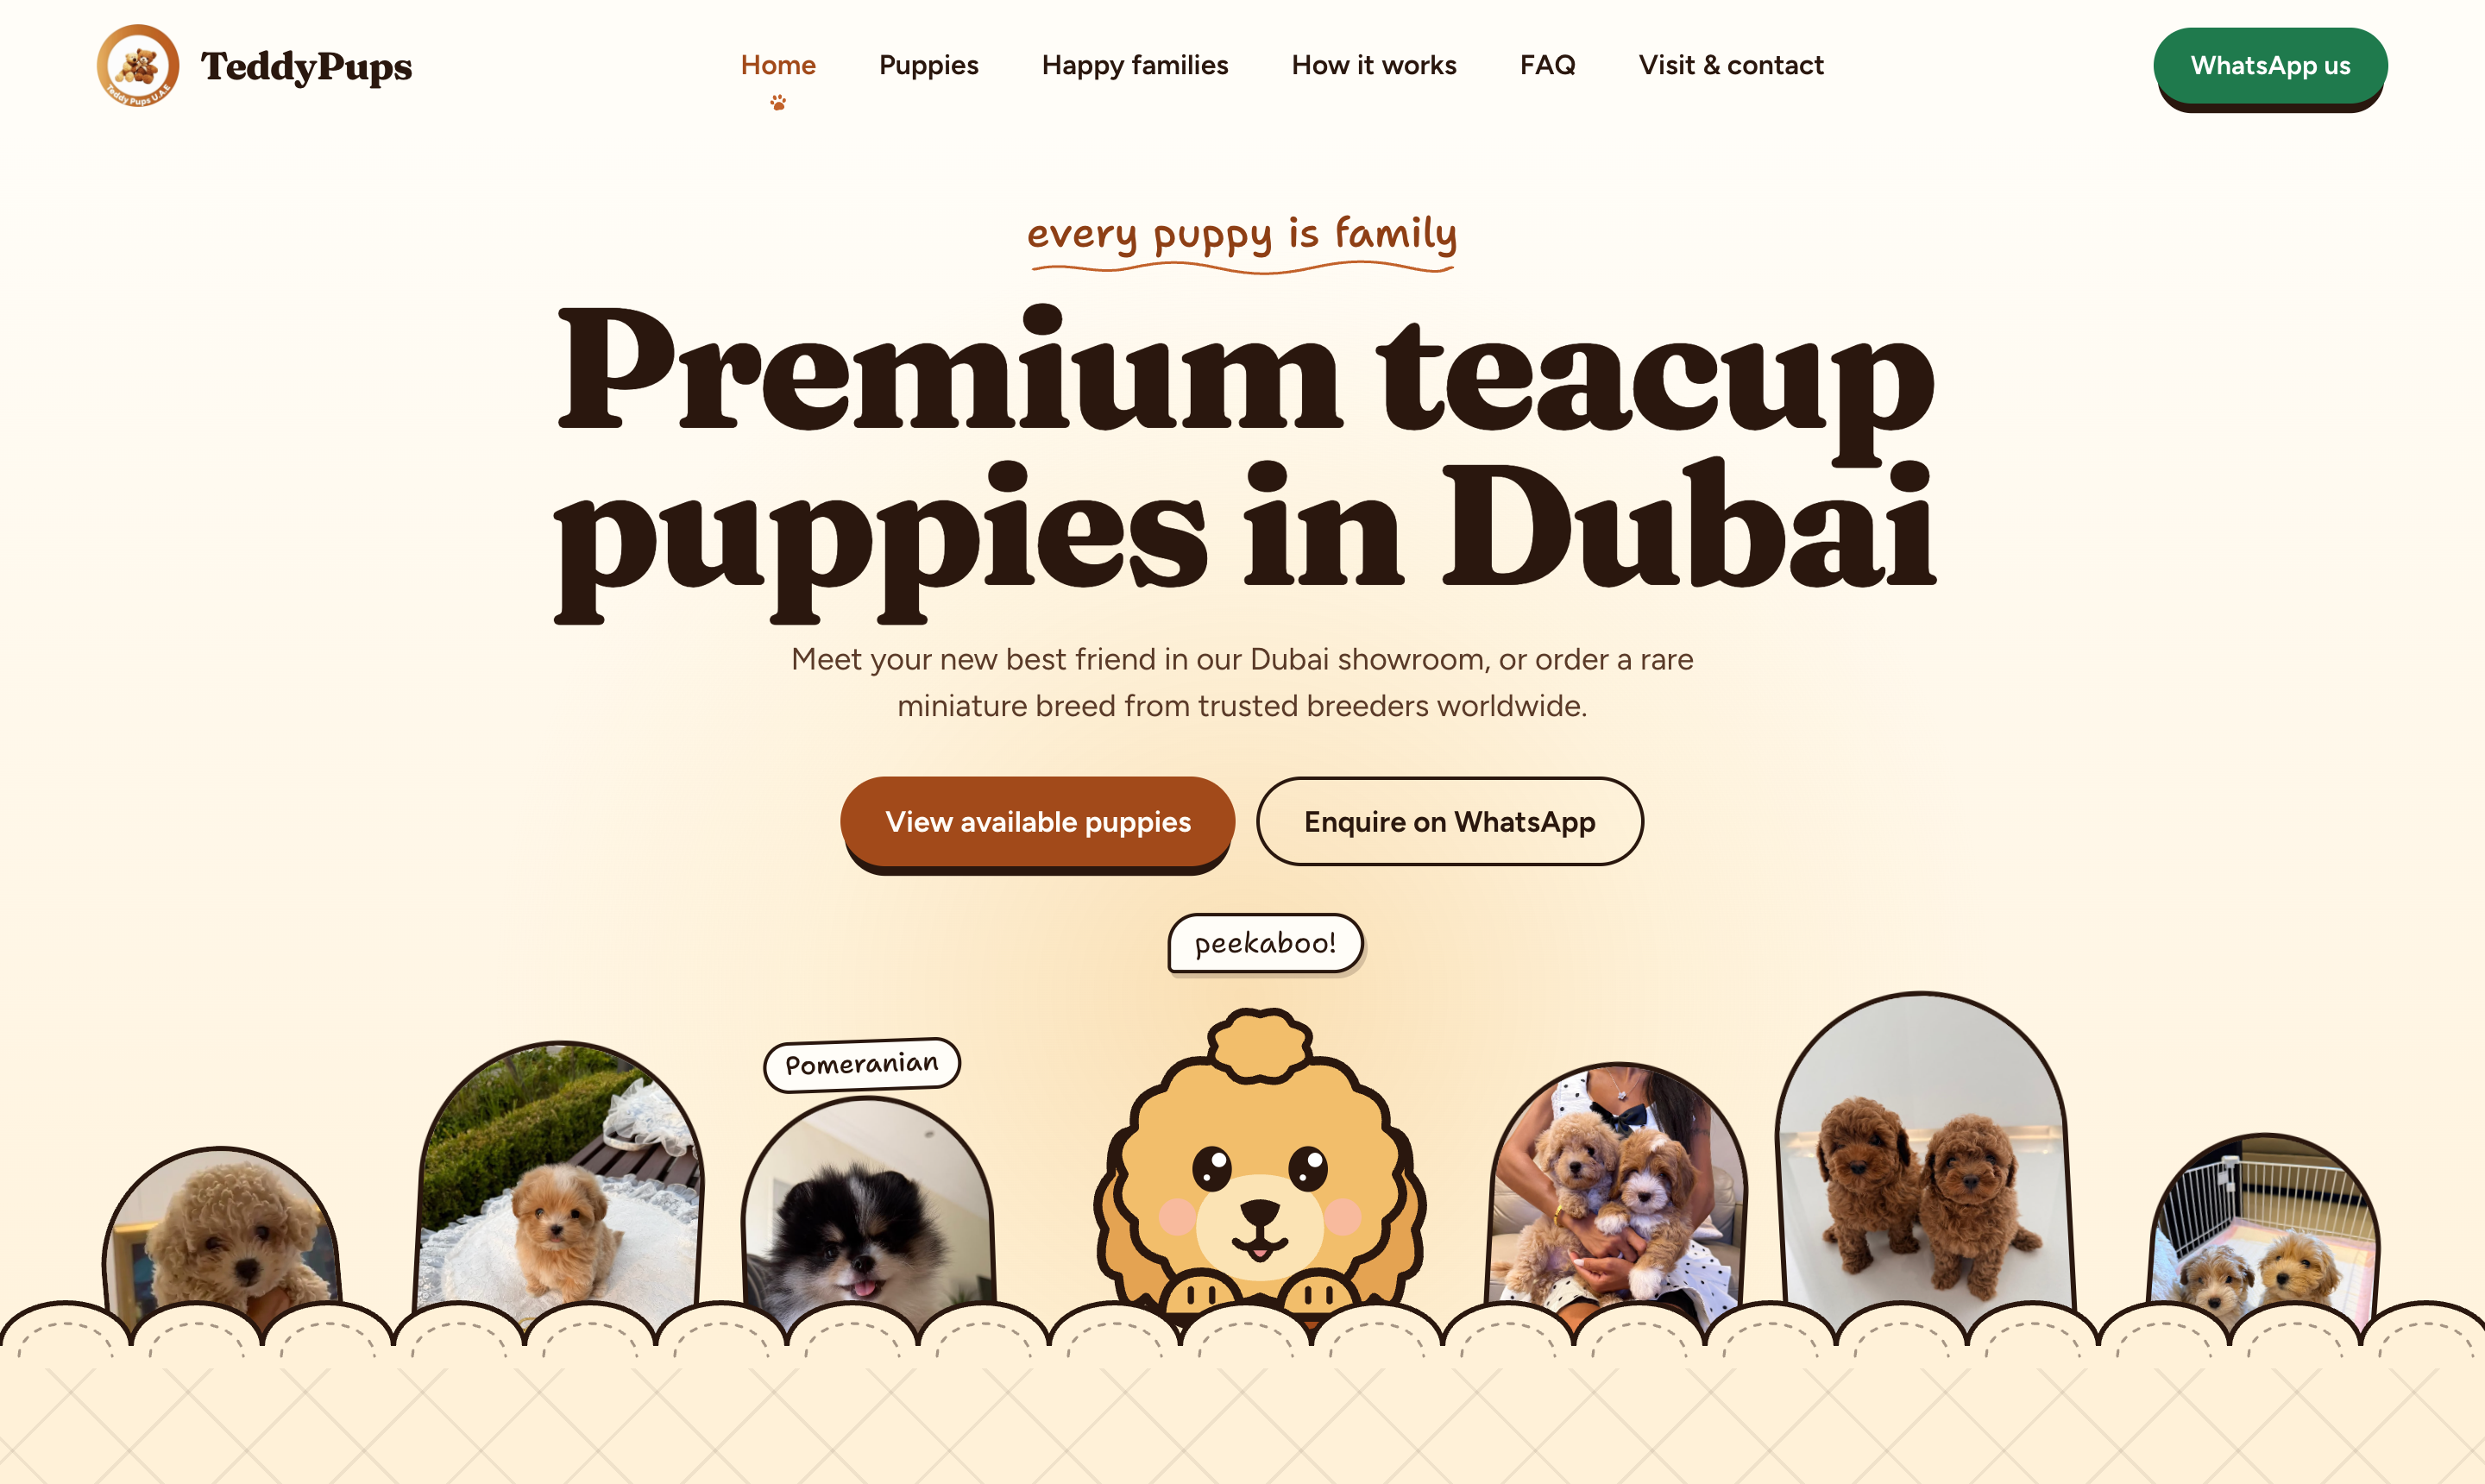 Teddy Pups U.A.E
TeddyPups
Home
Puppies
Happy families
How it works
FAQ
Visit & contact
WhatsApp us
every puppy is family
Premium teacup
puppies in Dubai
Meet your new best friend in our Dubai showroom, or order a rare
miniature breed from trusted breeders worldwide.
View available puppies
Enquire on WhatsApp
peekaboo!
Pomeranian